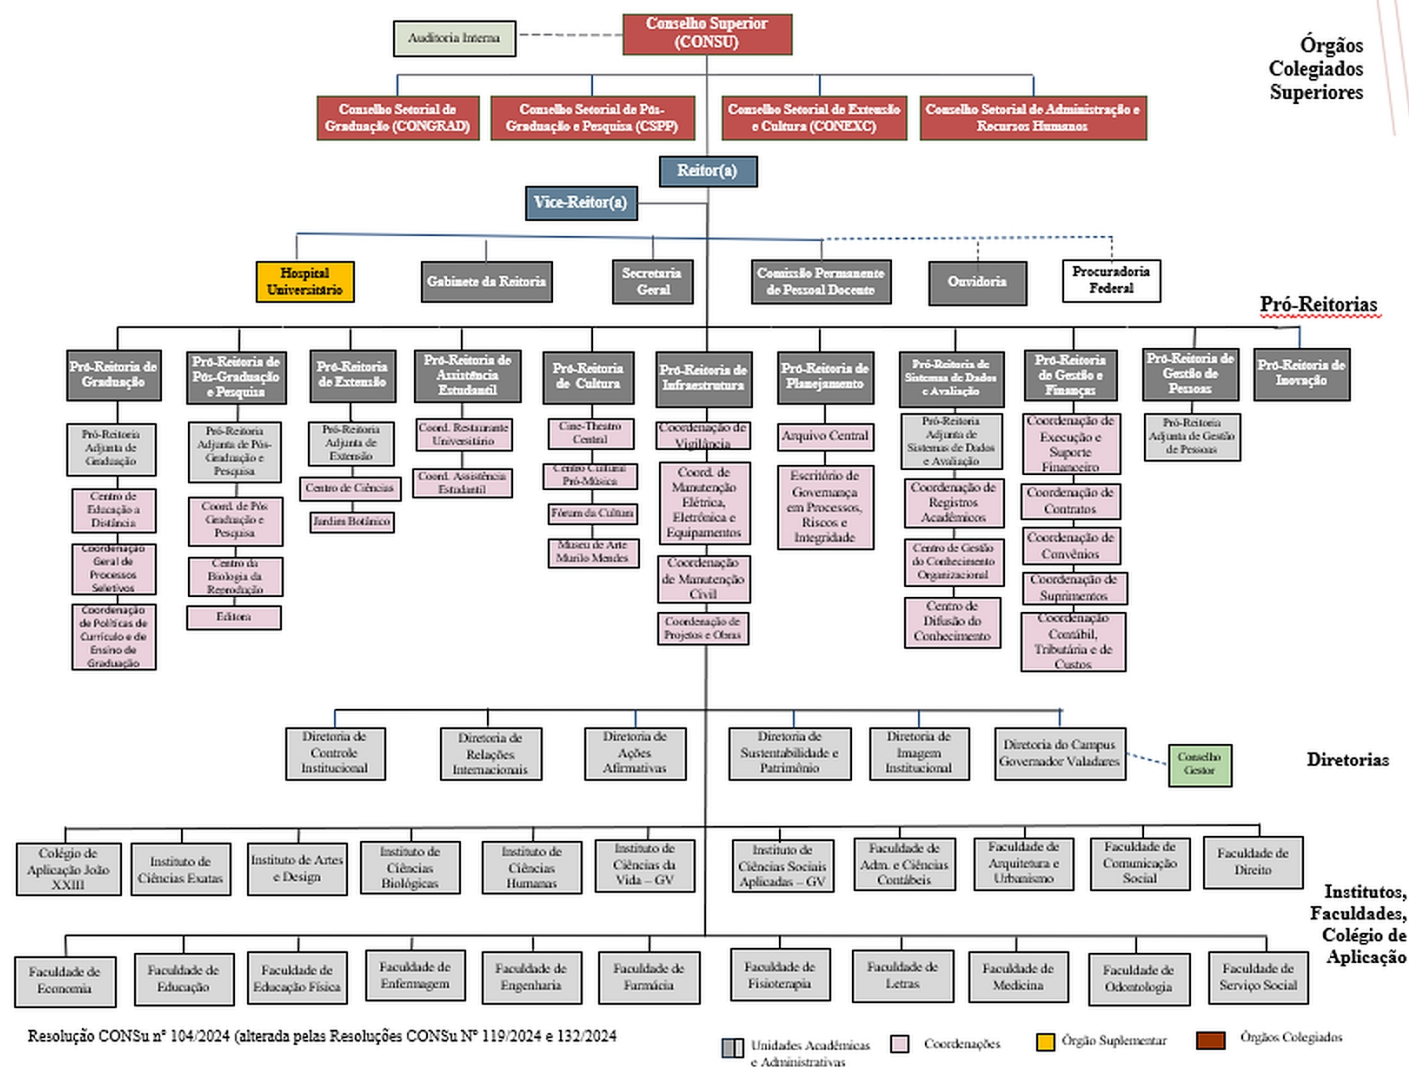 Conselho Superior
(CONSU)
Auditoria Interna
Órgãos
Colegiados
Superiores
Conselho Setorial de
Graduação (CONGRAD)
Conselho Setorial de Pós-
Graduação e Pesquisa (CSPP)
Conselho Setorial de Extensão
e Cultura (CONEXC)
Conselho Setorial de Administração e
Recursos Humanos
Reitor(a)
Vice-Reitor(a)
Hospital
Universitário
Gabinete da Reitoria
Secretaria
Geral
Comissão Permanente
de Pessoal Docente
Ouvidoria
Procuradoria
Federal
Pró-Reitorias
Pró-Reitoria de
Graduação
Pró-Reitoria de
Pós-Graduação
e Pesquisa
Pró-Reitoria
de Extensão
Pró-Reitoria de
Assistência
Estudantil
Pró-Reitoria
de Cultura
Pró-Reitoria de
Infraestrutura
Pró-Reitoria de
Planejamento
Pró-Reitoria de
Sistemas de Dados
e Avaliação
Pró-Reitoria
de Gestão e
Finanças
Pró-Reitoria de
Gestão de
Pessoas
Pró-Reitoria
de Inovação
Pró-Reitoria
Adjunta de
Graduação
Centro de
Educação a
Distância
Coordenação
Geral de
Processos
Seletivos
Coordenação
de Políticas de
Currículo e de
Ensino de
Graduação
Pró-Reitoria
Adjunta de Pós-
Graduação e
Pesquisa
Coord. de Pós
Graduação e
Pesquisa
Centro da
Biologia da
Reprodução
Editora
Pró-Reitoria
Adjunta de
Extensão
Centro de Ciências
Jardim Botânico
Coord. Restaurante
Universitário
Coord. Assistência
Estudantil
Cine-Theatro
Central
Centro Cultural
Pró-Música
Fórum da Cultura
Museu de Arte
Murilo Mendes
Coordenação de
Vigilância
Coord. de
Manutenção
Elétrica,
Eletrônica e
Equipamentos
Coordenação
de Manutenção
Civil
Coordenação de
Projetos e Obras
Arquivo Central
Escritório de
Governança
em Processos,
Riscos e
Integridade
Pró-Reitoria
Adjunta de
Sistemas de Dados
e Avaliação
Coordenação de
Registros
Acadêmicos
Centro de Gestão
do Conhecimento
Organizacional
Centro de
Difusão do
Conhecimento
Coordenação de
Execução e
Suporte
Financeiro
Coordenação de
Contratos
Coordenação de
Convênios
Coordenação de
Suprimentos
Coordenação
Contábil,
Tributária e de
Custos
Pró-Reitoria
Adjunta de Gestão
de Pessoas
Diretoria de
Controle
Institucional
Diretoria de
Relações
Internacionais
Diretoria de
Ações
Afirmativas
Diretoria de
Sustentabilidade e
Patrimônio
Diretoria de
Imagem
Institucional
Diretoria do Campus
Governador Valadares
Conselho
Gestor
Diretorias
Colégio de
Aplicação João
XXIII
Instituto de
Ciências Exatas
Instituto de Artes
e Design
Instituto de
Ciências
Biológicas
Instituto de
Ciências
Humanas
Instituto de
Ciências da
Vida – GV
Instituto de
Ciências Sociais
Aplicadas – GV
Faculdade de
Adm. e Ciências
Contábeis
Faculdade de
Arquitetura e
Urbanismo
Faculdade de
Comunicação
Social
Faculdade de
Direito
Institutos,
Faculdades,
Colégio de
Aplicação
Faculdade de
Economia
Faculdade de
Educação
Faculdade de
Educação Física
Faculdade de
Enfermagem
Faculdade de
Engenharia
Faculdade de
Farmácia
Faculdade de
Fisioterapia
Faculdade de
Letras
Faculdade de
Medicina
Faculdade de
Odontologia
Faculdade de
Serviço Social
Resolução CONSu nº 104/2024 (alterada pelas Resoluções CONSu Nº 119/2024 e 132/2024
Unidades Acadêmicas
e Administrativas
Coordenações
Órgão Suplementar
Órgãos Colegiados